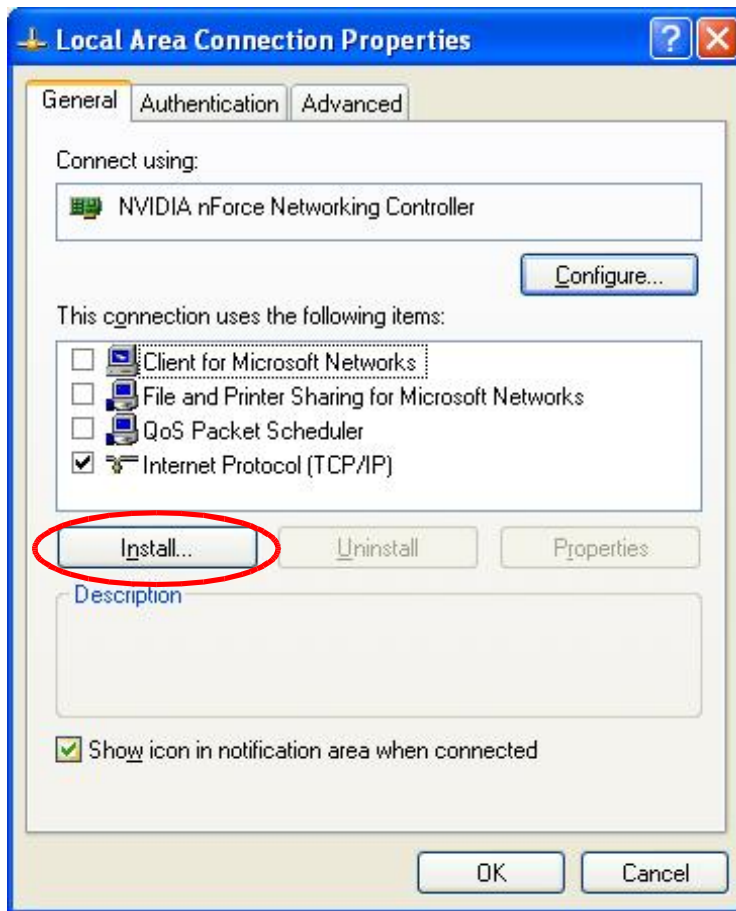 Local Area Connection Properties
General
Authentication
Advanced
Connect using:
NVIDIA nForce Networking Controller
Configure...
This connection uses the following items:
Client for Microsoft Networks
File and Printer Sharing for Microsoft Networks
QoS Packet Scheduler
Internet Protocol (TCP/IP)
Install...
Uninstall
Properties
Description
Show icon in notification area when connected
OK
Cancel